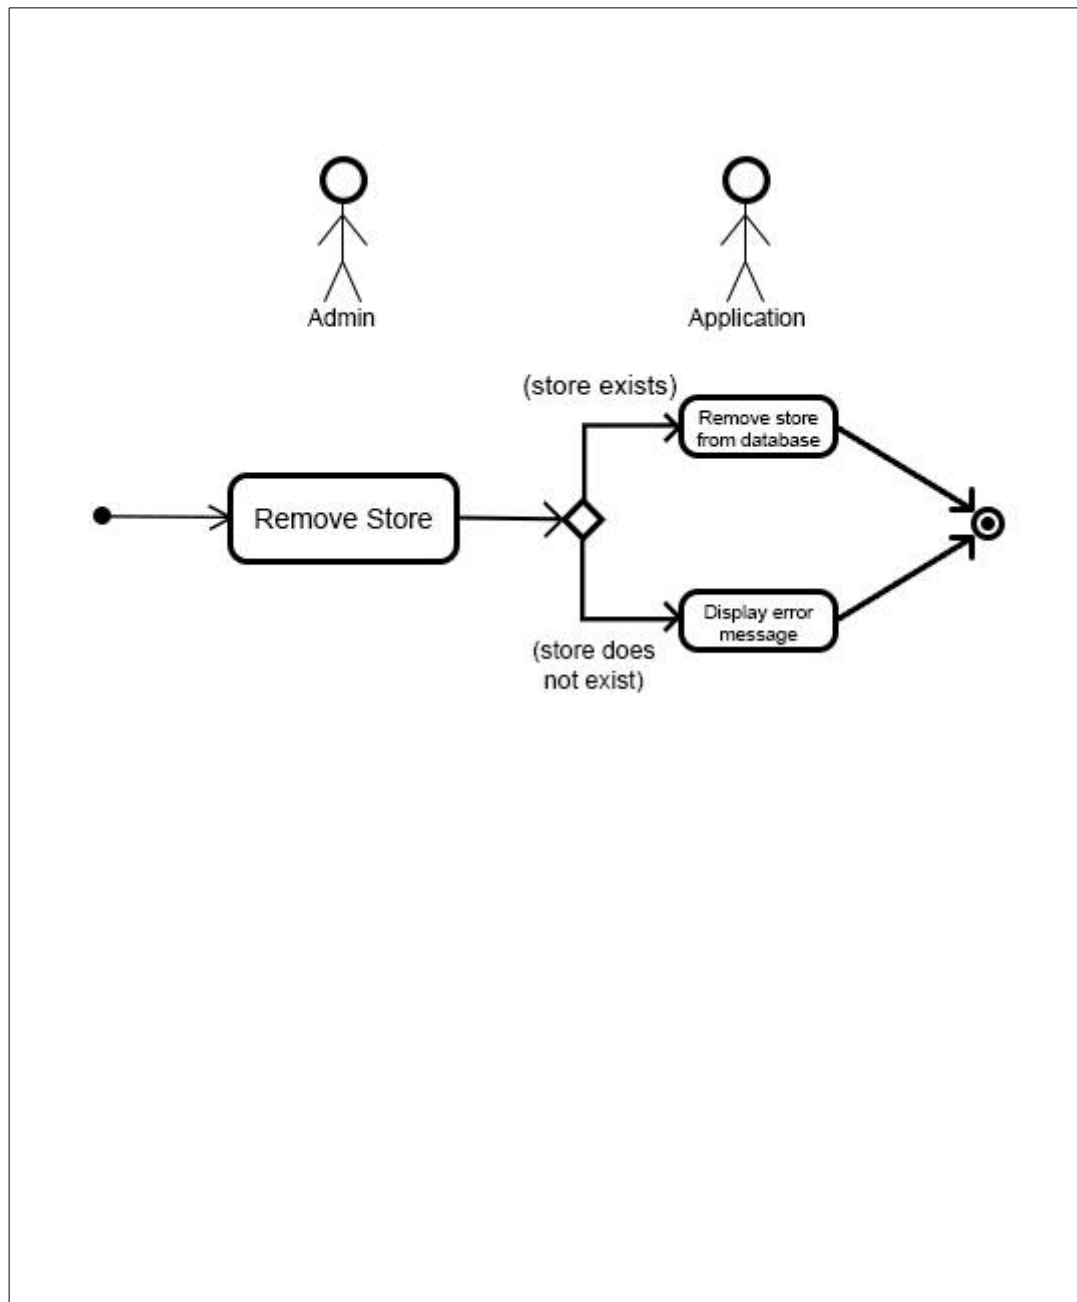 Admin
Application
(store exists)
Remove store
from database
Remove Store
Display error
message
(store does
not exist)